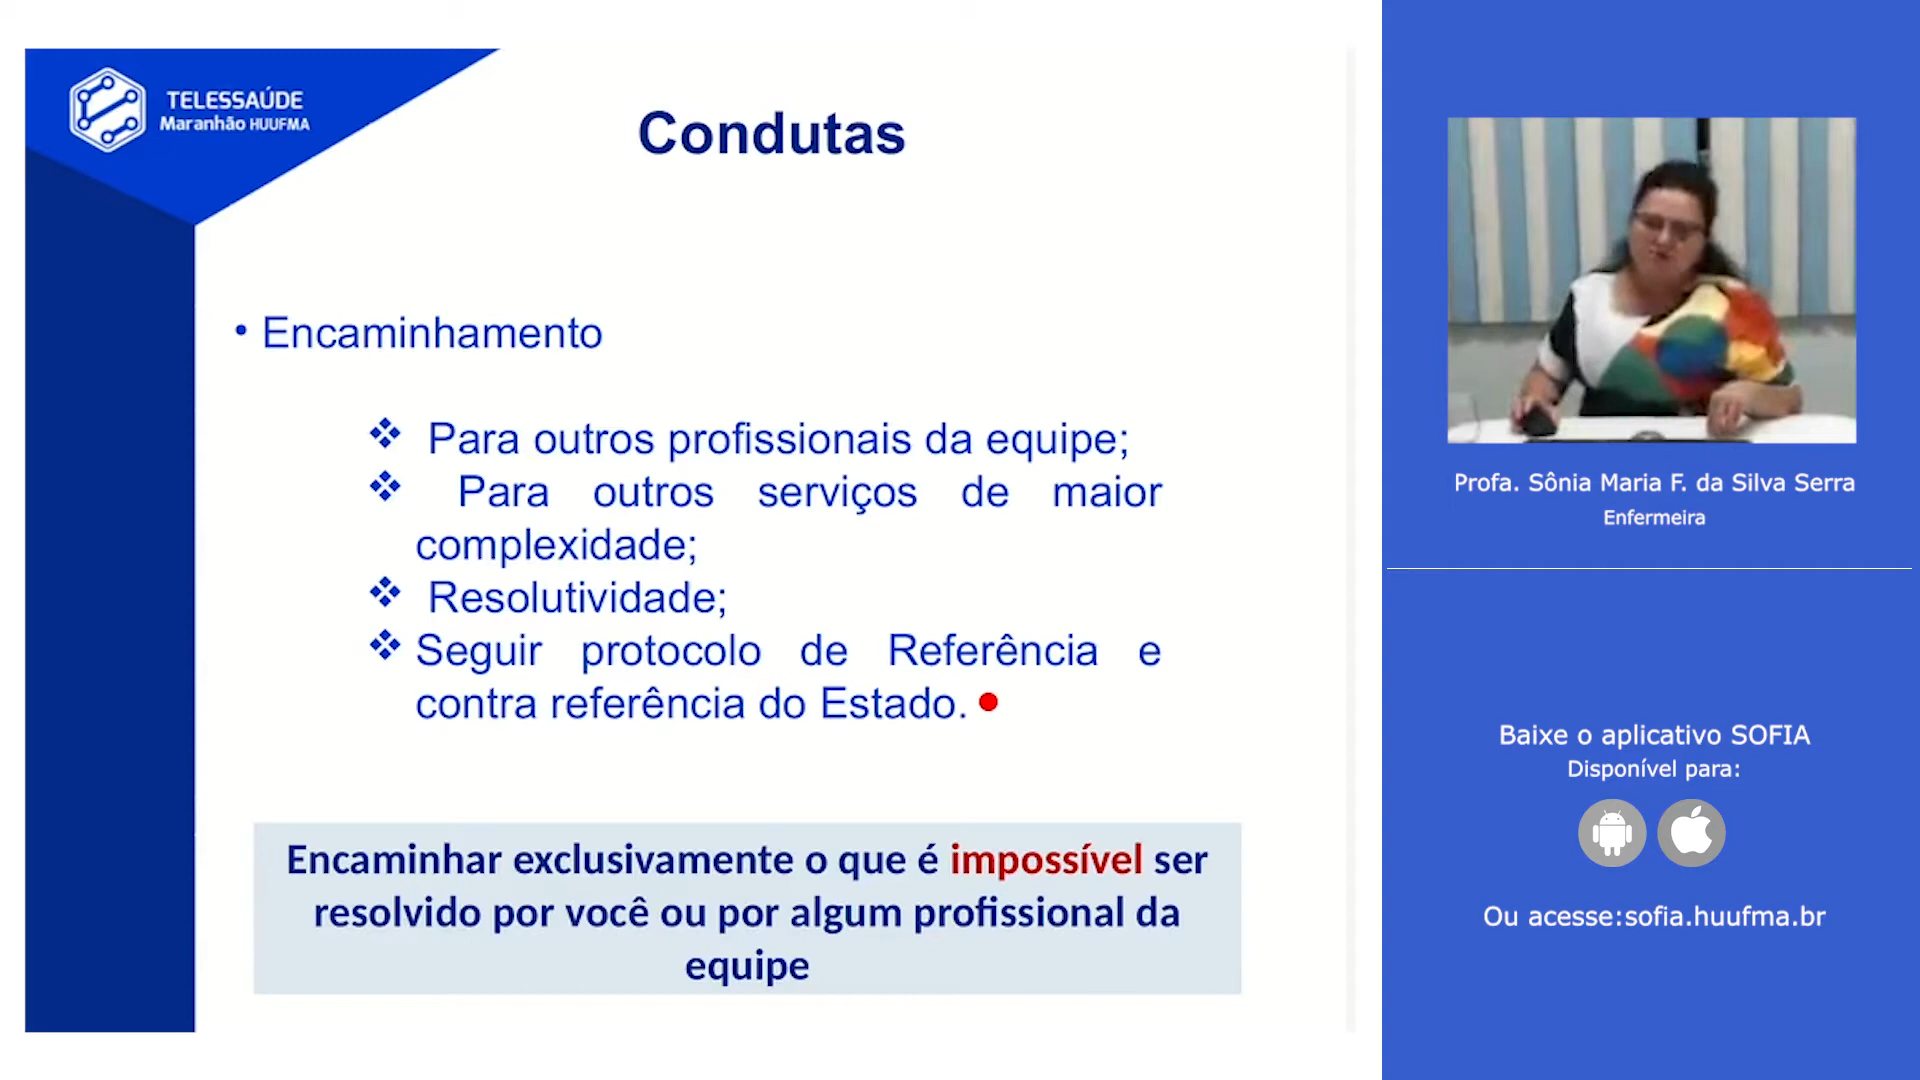 TELESSAÚDE
Maranhão HUUFMA
Condutas
• Encaminhamento
❖ Para outros profissionais da equipe;
❖ Para outros serviços de maior
complexidade;
❖ Resolutividade;
❖ Seguir protocolo de Referência e
contra referência do Estado.
Encaminhar exclusivamente o que é impossível ser
resolvido por você ou por algum profissional da
equipe
Profa. Sônia Maria F. da Silva Serra
Enfermeira
Baixe o aplicativo SOFIA
Disponível para:
Ou acesse:sofia.huufma.br